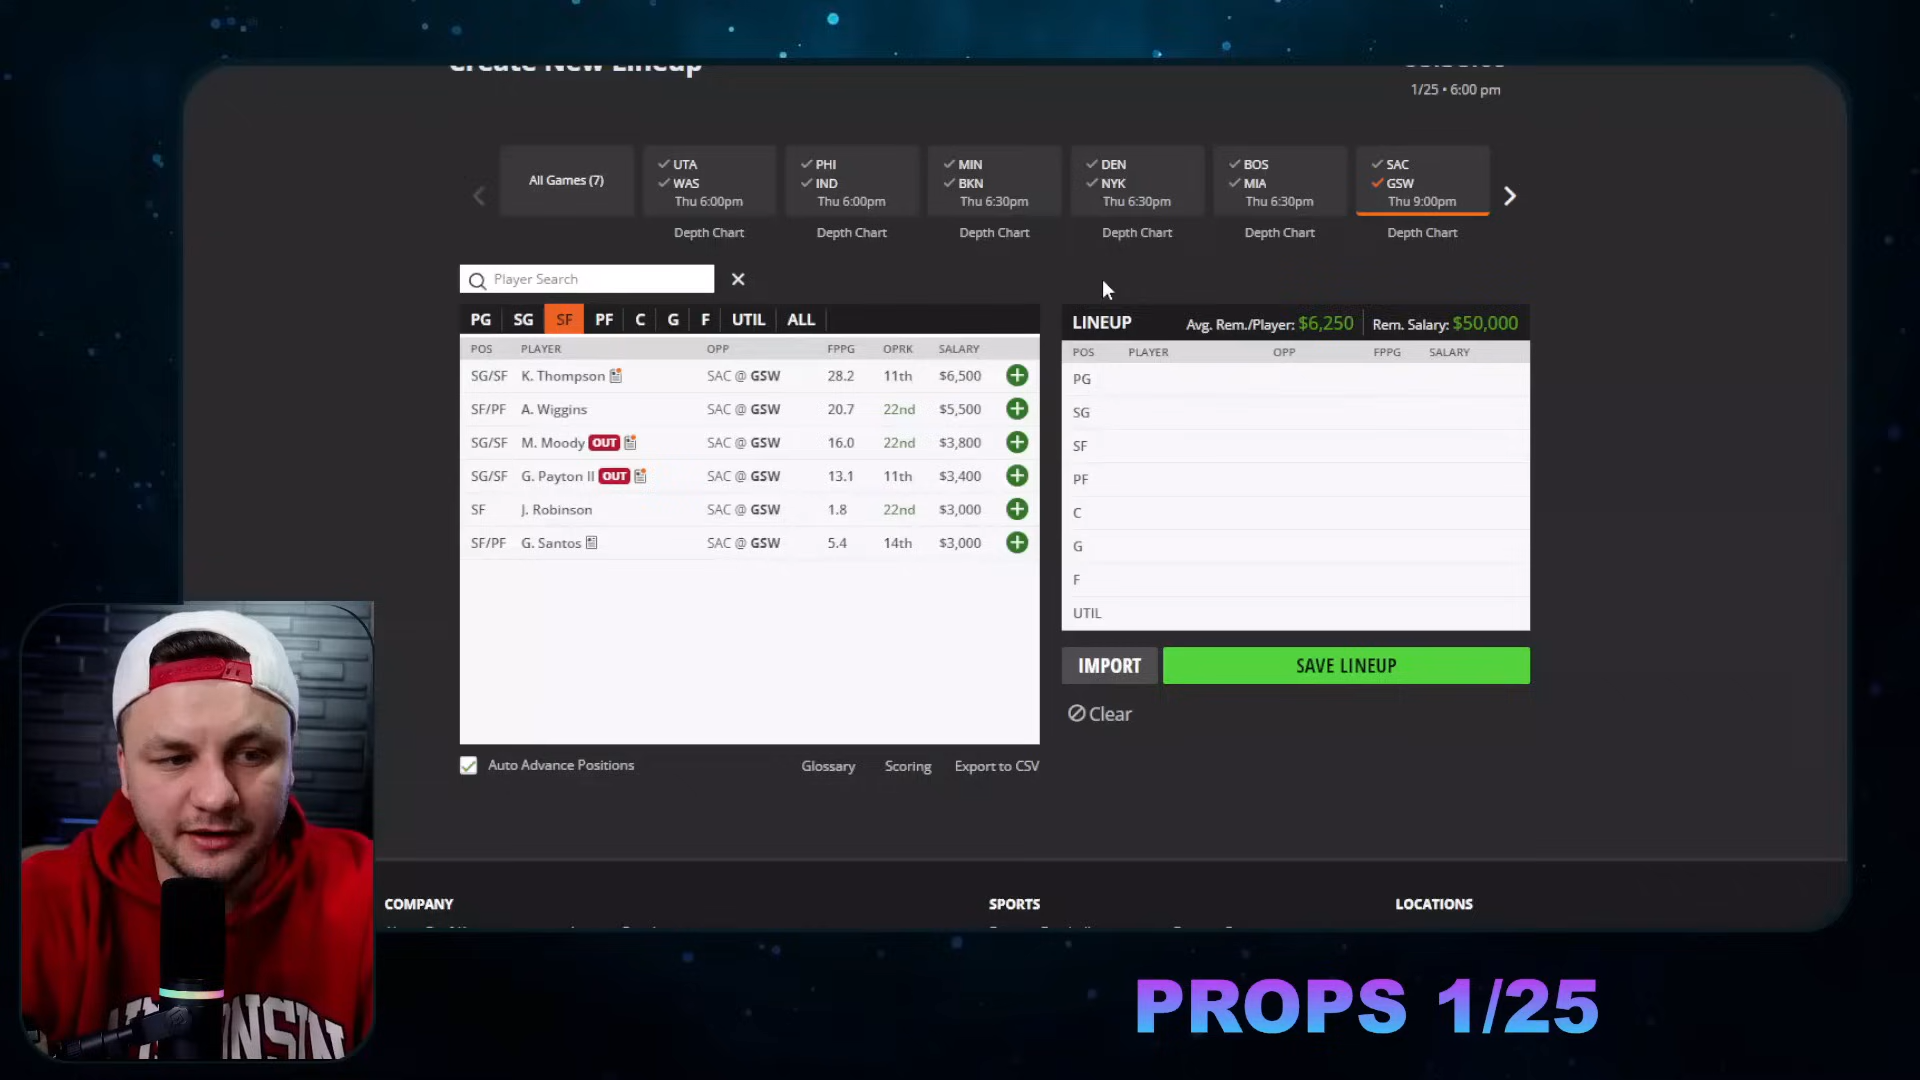 Create New Lineup
1/25 • 6:00 pm
All Games (7)
UTA
WAS
Thu 6:00pm
PHI
IND
Thu 6:00pm
MIN
BKN
Thu 6:30pm
DEN
NYK
Thu 6:30pm
BOS
MIA
Thu 6:30pm
SAC
GSW
Thu 9:00pm
Depth Chart Depth Chart Depth Chart Depth Chart Depth Chart Depth Chart
Player Search
PG SG SF PF C G F UTIL ALL
POS PLAYER OPP FPPG OPRK SALARY
SG/SF K. Thompson SAC @ GSW 28.2 11th $6,500
SF/PF A. Wiggins SAC @ GSW 20.7 22nd $5,500
SG/SF M. Moody OUT SAC @ GSW 16.0 22nd $3,800
SG/SF G. Payton II OUT SAC @ GSW 13.1 11th $3,400
SF J. Robinson SAC @ GSW 1.8 22nd $3,000
SF/PF G. Santos SAC @ GSW 5.4 14th $3,000
Auto Advance Positions Glossary Scoring Export to CSV
LINEUP Avg. Rem./Player: $6,250 Rem. Salary: $50,000
POS PLAYER OPP FPPG SALARY
PG
SG
SF
PF
C
G
F
UTIL
IMPORT SAVE LINEUP
Clear
COMPANY SPORTS LOCATIONS
PROPS 1/25